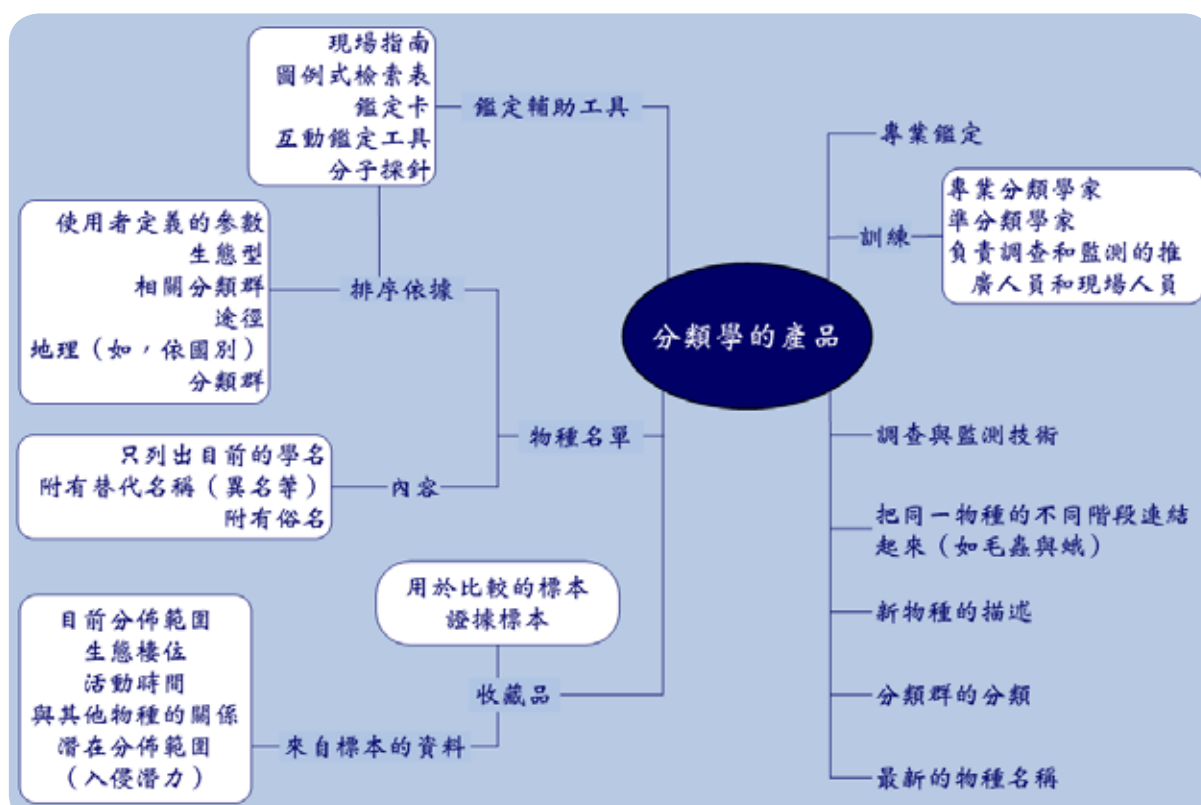 現場指南
圖例式檢索表
鑑定卡
互動鑑定工具
分子探針
鑑定輔助工具
使用者定義的參數
生態型
相關分類群
途徑
地理（如，依國別）
分類群
排序依據
物種名單
只列出目前的學名
附有替代名稱（異名等）
附有俗名
內容
用於比較的標本
證據標本
收藏品
目前分佈範圍
生態棲位
活動時間
與其他物種的關係
潛在分佈範圍
（入侵潛力）
來自標本的資料
分類學的產品
專業鑑定
訓練
專業分類學家
準分類學家
負責調查和監測的推
廣人員和現場人員
調查與監測技術
把同一物種的不同階段連結
起來（如毛蟲與蛾）
新物種的描述
分類群的分類
最新的物種名稱